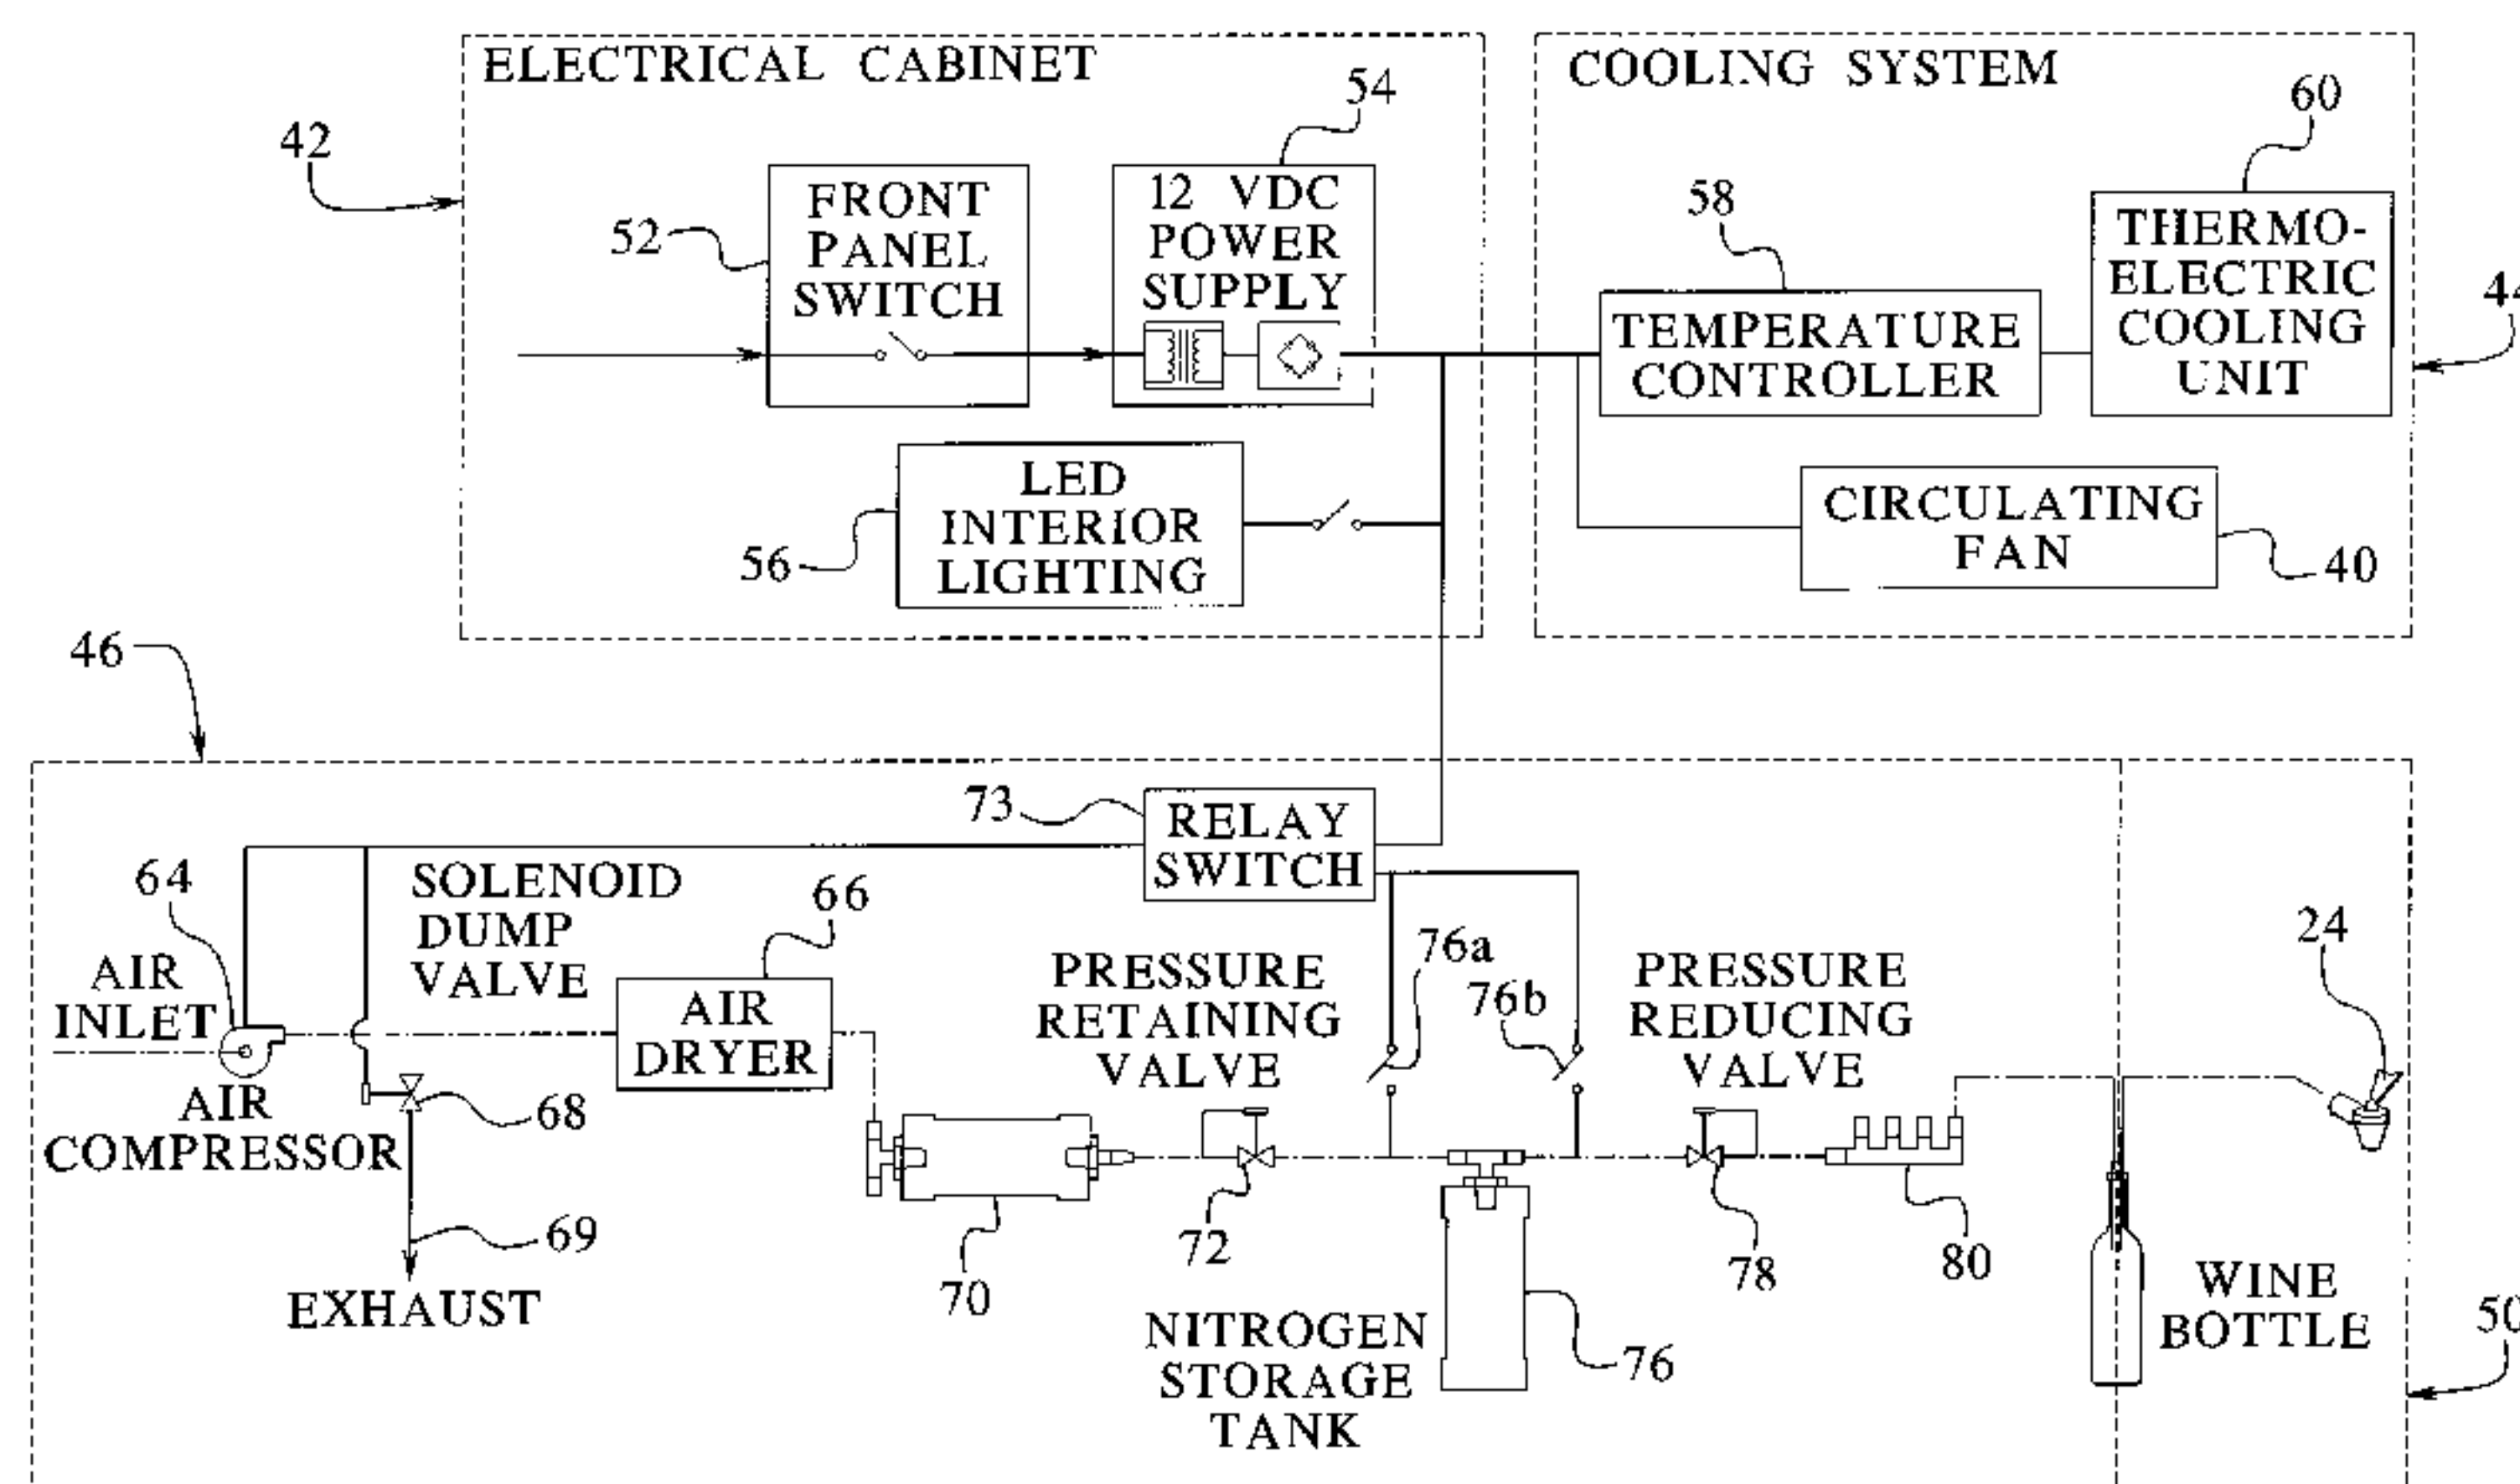 ELECTRICAL CABINET
COOLING SYSTEM
42
54
60
44
52
FRONT
PANEL
SWITCH
12 VDC
POWER
SUPPLY
58
TEMPERATURE
CONTROLLER
THERMO-
ELECTRIC
COOLING
UNIT
56
LED
INTERIOR
LIGHTING
CIRCULATING
FAN
40
46
73
RELAY
SWITCH
64
SOLENOID
DUMP
VALVE
66
AIR
INLET
AIR
DRYER
PRESSURE
RETAINING
VALVE
76a
76b
PRESSURE
REDUCING
VALVE
24
AIR
COMPRESSOR
68
69
EXHAUST
70
72
NITROGEN
STORAGE
TANK
76
78
80
WINE
BOTTLE
50